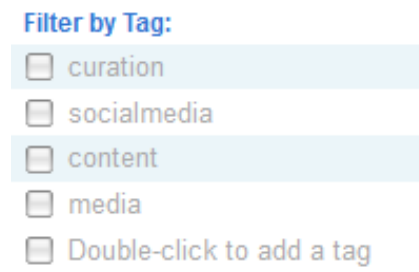 Filter by Tag:
curation
socialmedia
content
media
Double-click to add a tag